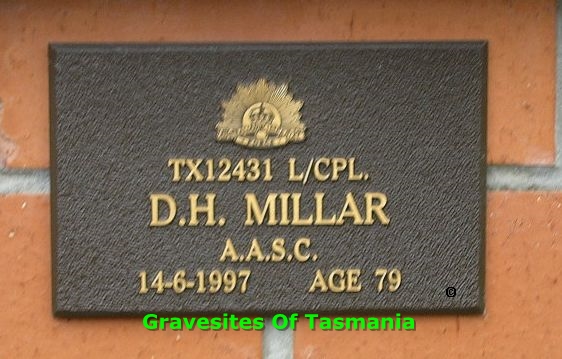 TX12431 L/CPL.
D.H. MILLAR
A.A.S.C.
14-6-1997 AGE 79
©
Gravesites Of Tasmania